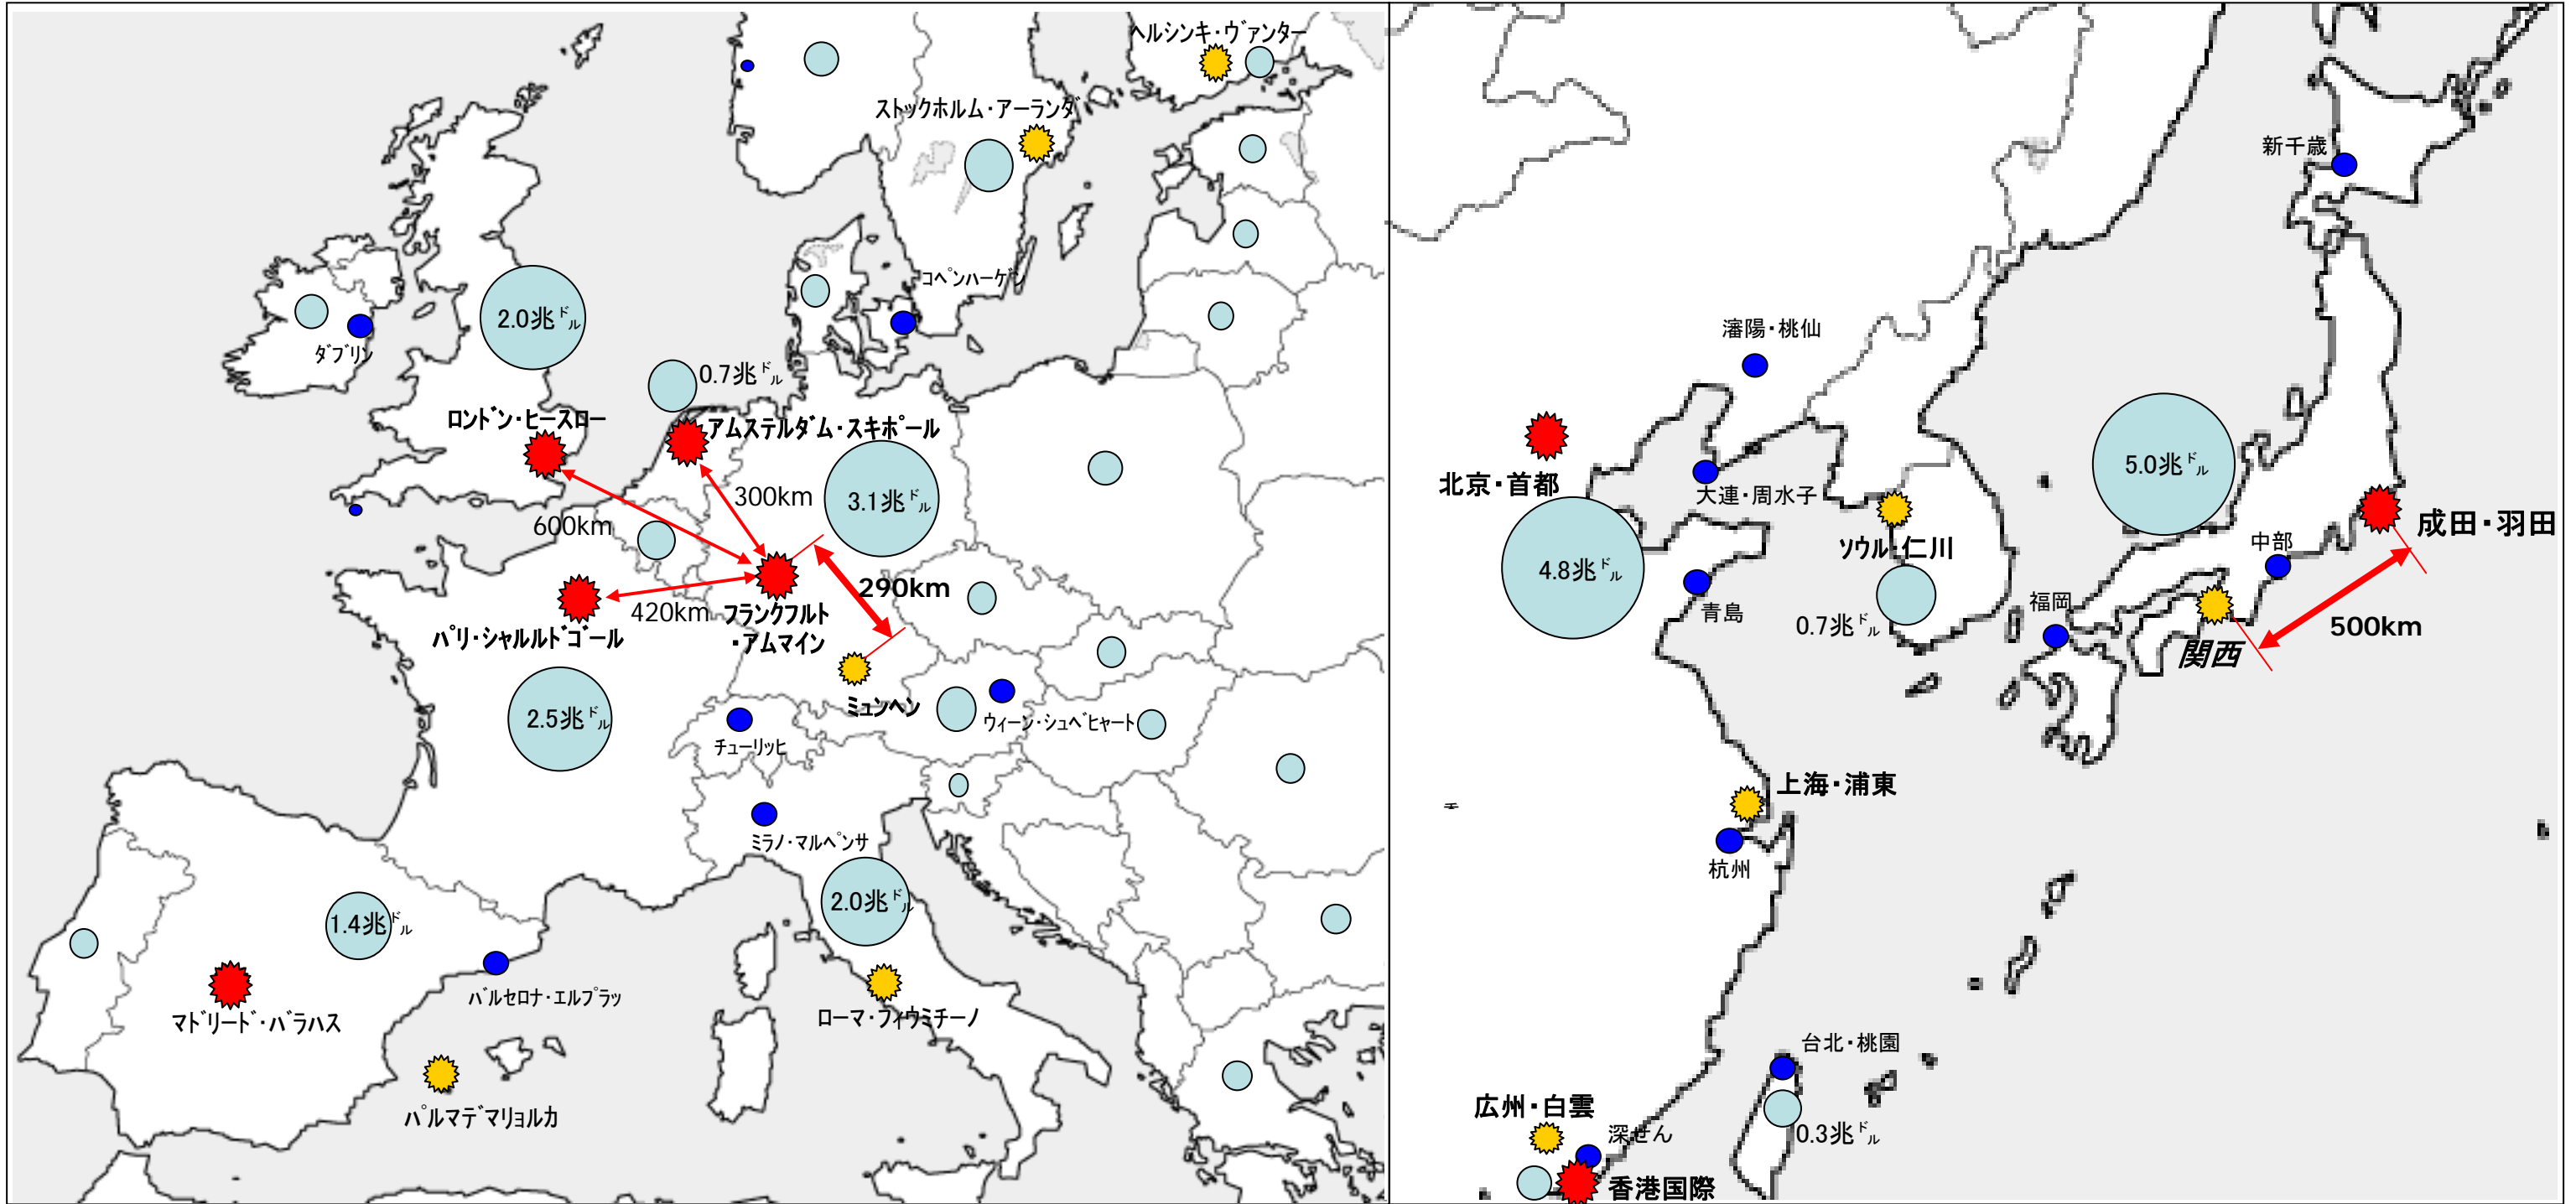 ヘルシンキ・ヴァンター
ストックホルム・アーランダ
コペンハーゲン
2.0兆ドル
ダブリン
0.7兆ドル
ロンドン・ヒースロー
アムステルダム・スキポール
300km
3.1兆ドル
600km
290km
420km
フランクフルト
・アムマイン
パリ・シャルルドゴール
ミュンヘン
2.5兆ドル
チューリッヒ
ウィーン・シュベヒャート
ミラノ・マルペンサ
2.0兆ドル
1.4兆ドル
バルセロナ・エルプラッ
マドリード・バラハス
ローマ・フィウミチーノ
パルマデマリョルカ
新千歳
瀋陽・桃仙
北京・首都
大連・周水子
5.0兆ドル
成田・羽田
ソウル・仁川
中部
4.8兆ドル
青島
0.7兆ドル
福岡
関西
500km
上海・浦東
杭州
台北・桃園
広州・白雲
深せん
0.3兆ドル
香港国際